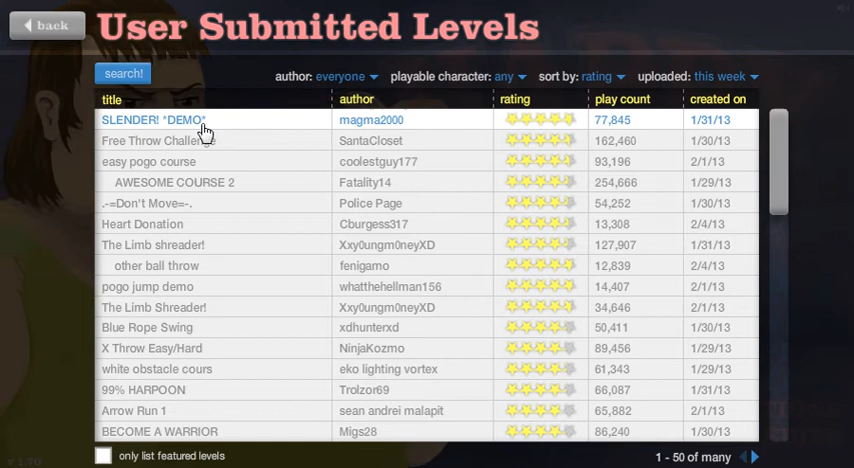 back
User Submitted Levels
search!
author: everyone playable character: any sort by: rating uploaded: this week
title author rating play count created on
SLENDER! *DEMO* magma2000 77,845 1/31/13
Free Throw Challenge SantaCloset 162,460 1/30/13
easy pogo course coolestguy177 93,196 2/1/13
AWESOME COURSE 2 Fatality14 254,666 1/29/13
.-=Don't Move=-. Police Page 54,252 1/30/13
Heart Donation Cburgess317 13,308 2/4/13
The Limb shreader! Xxy0ungm0neyXD 127,907 1/31/13
other ball throw fenigamo 12,839 2/4/13
pogo jump demo whatthehellman156 14,407 2/1/13
The Limb Shreader! Xxy0ungm0neyXD 34,646 2/1/13
Blue Rope Swing xdhunterxd 50,411 1/30/13
X Throw Easy/Hard NinjaKozmo 89,456 1/29/13
white obstacle cours eko lighting vortex 61,343 1/29/13
99% HARPOON Trolzor69 66,087 1/31/13
Arrow Run 1 sean andrei malapit 65,882 2/1/13
BECOME A WARRIOR Migs28 86,240 1/30/13
only list featured levels 1 - 50 of many
v 1.70